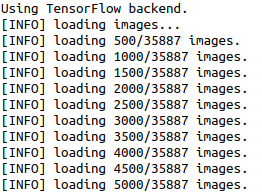 Using TensorFlow backend.
[INFO] loading images...
[INFO] loading 500/35887 images.
[INFO] loading 1000/35887 images.
[INFO] loading 1500/35887 images.
[INFO] loading 2000/35887 images.
[INFO] loading 2500/35887 images.
[INFO] loading 3000/35887 images.
[INFO] loading 3500/35887 images.
[INFO] loading 4000/35887 images.
[INFO] loading 4500/35887 images.
[INFO] loading 5000/35887 images.